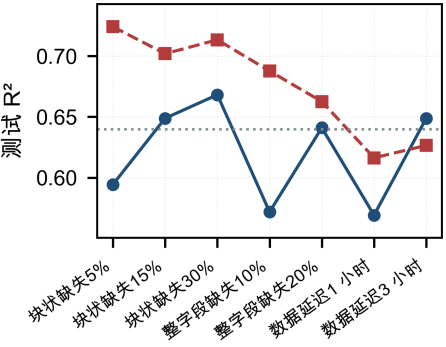 测试 R²
0.70
0.65
0.60
块状缺失5%
块状缺失15%
块状缺失30%
整字段缺失10%
整字段缺失20%
数据延迟1 小时
数据延迟3 小时